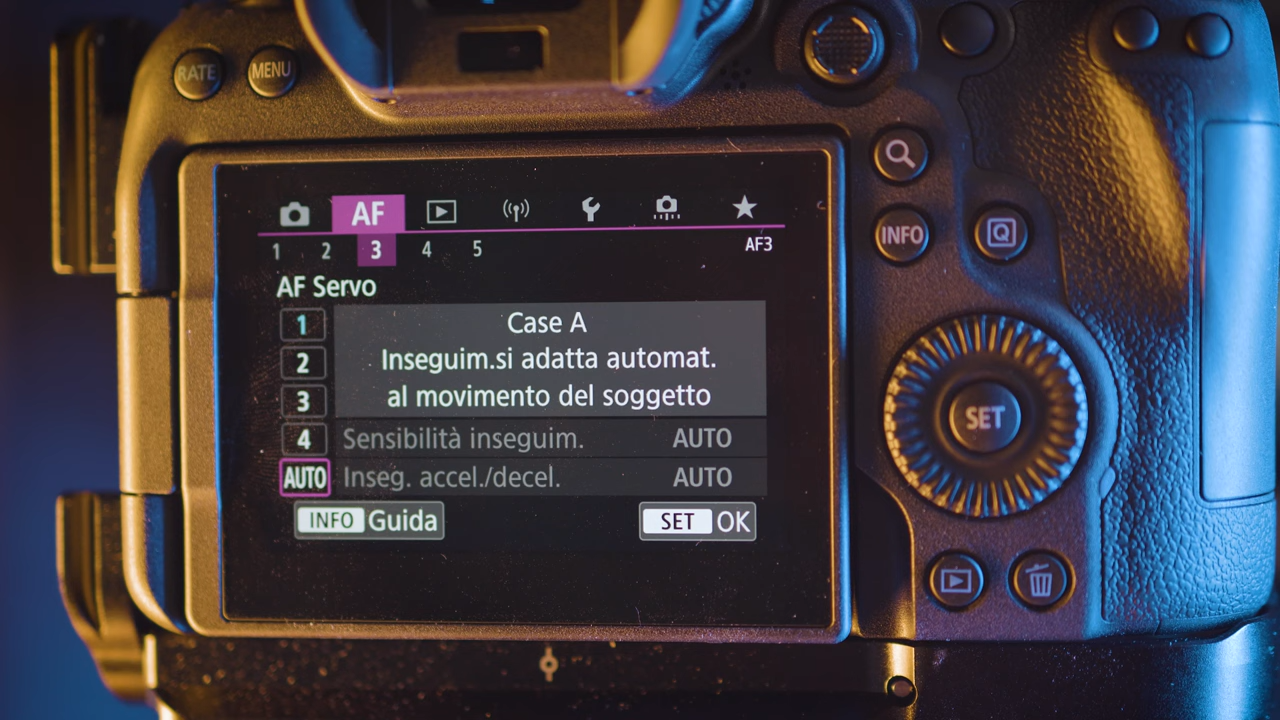 RATE MENU
AF
1 2 3 4 5 AF3
AF Servo
1 Case A
2 Inseguim.si adatta automat.
3 al movimento del soggetto
4 Sensibilità inseguim. AUTO
AUTO Inseg. accel./decel. AUTO
INFO Guida SET OK
INFO Q
SET